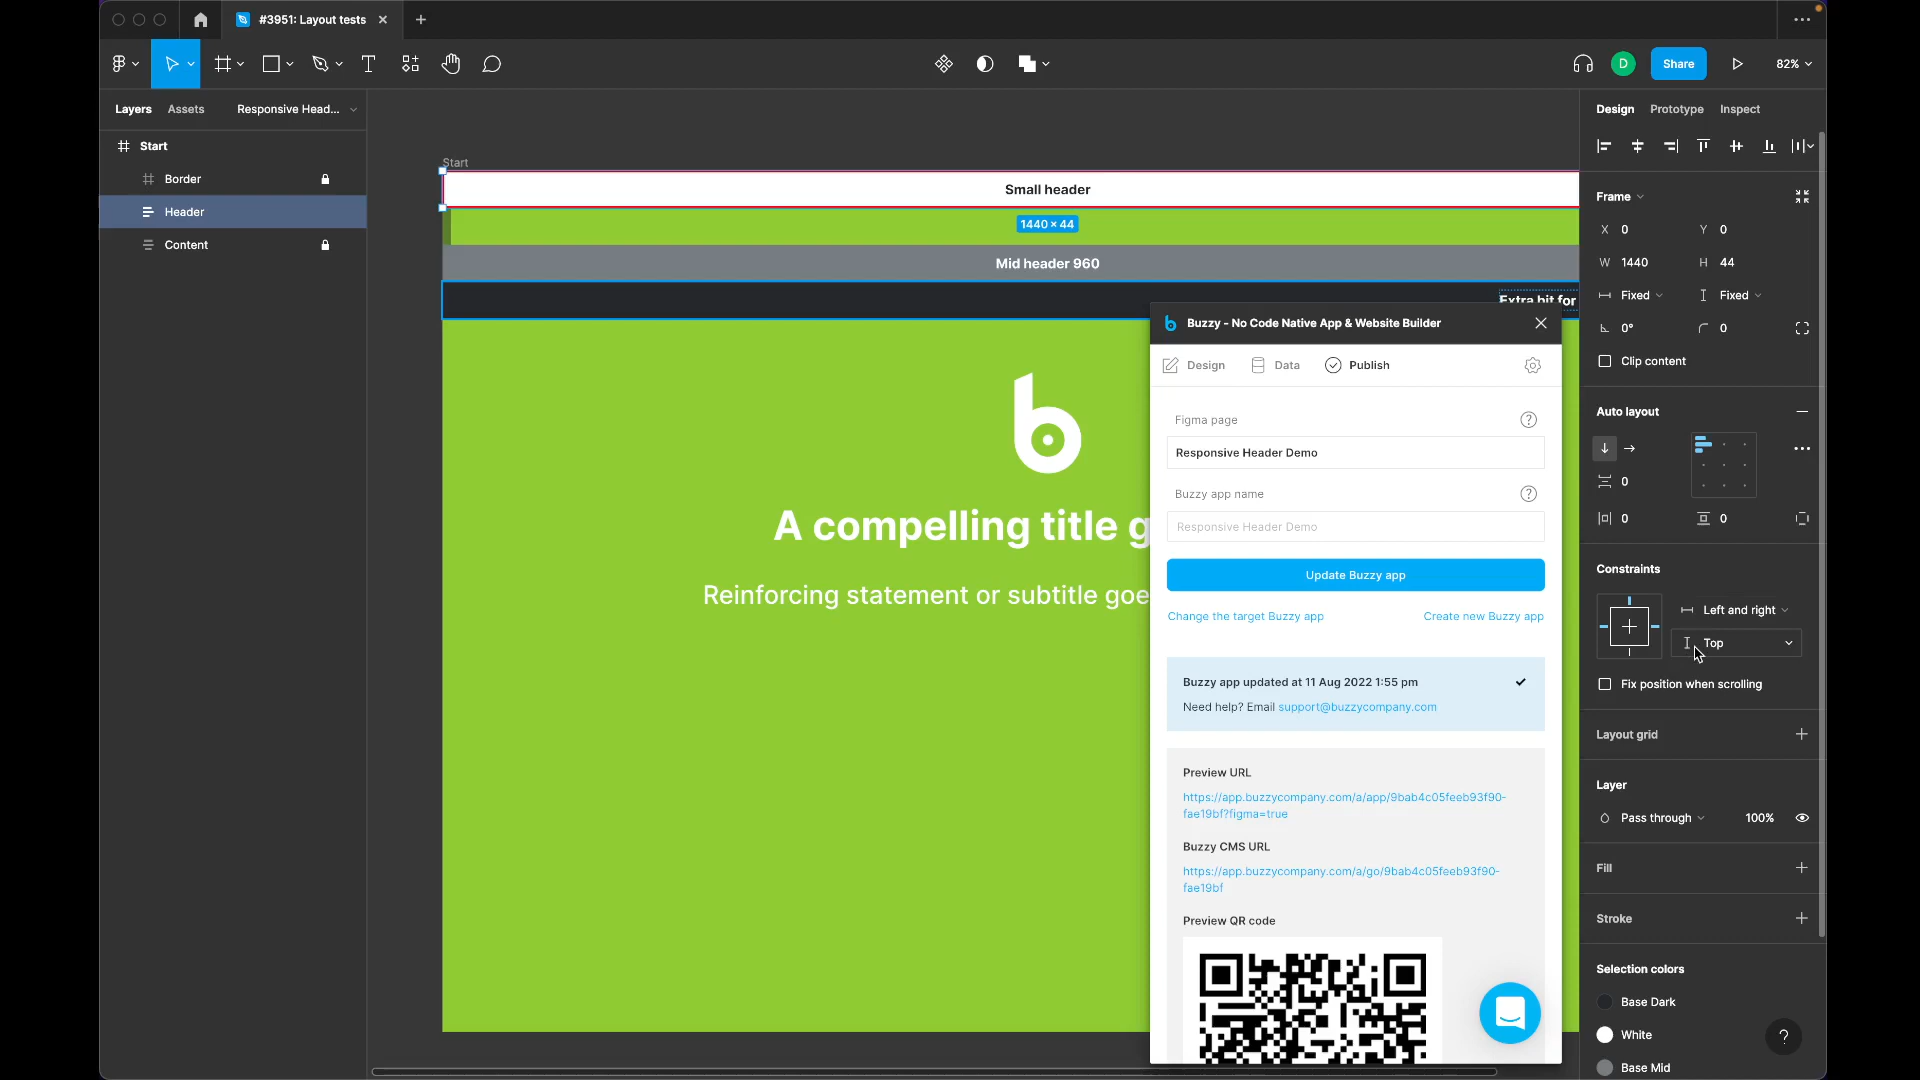 #3951: Layout tests
D
Share
82%
Layers
Assets
Responsive Head...
Start
Border
Header
Content
Start
Small header
1440 × 44
Mid header 960
Extra bit for
A compelling title g
Reinforcing statement or subtitle goe
Buzzy - No Code Native App & Website Builder
Design
Data
Publish
Figma page
?
Responsive Header Demo
Buzzy app name
?
Responsive Header Demo
Update Buzzy app
Change the target Buzzy app
Create new Buzzy app
Buzzy app updated at 11 Aug 2022 1:55 pm
Need help? Email support@buzzycompany.com
Preview URL
https://app.buzzycompany.com/a/app/9bab4c05feeb93f90-
fae19bf?figma=true
Buzzy CMS URL
https://app.buzzycompany.com/a/go/9bab4c05feeb93f90-
fae19bf
Preview QR code
Design
Prototype
Inspect
Frame
X 0
Y 0
W 1440
H 44
Fixed
Fixed
0°
0
Clip content
Auto layout
0
0
0
Constraints
Left and right
Top
Fix position when scrolling
Layout grid
Layer
Pass through
100%
Fill
Stroke
Selection colors
Base Dark
White
Base Mid
?